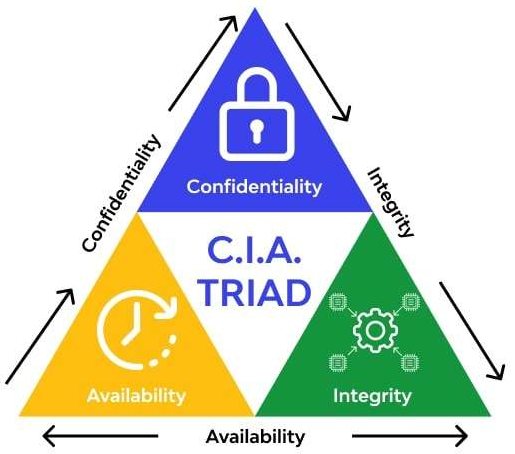 Confidentiality
Confidentiality
Integrity
C.I.A.
TRIAD
Availability
Integrity
Availability